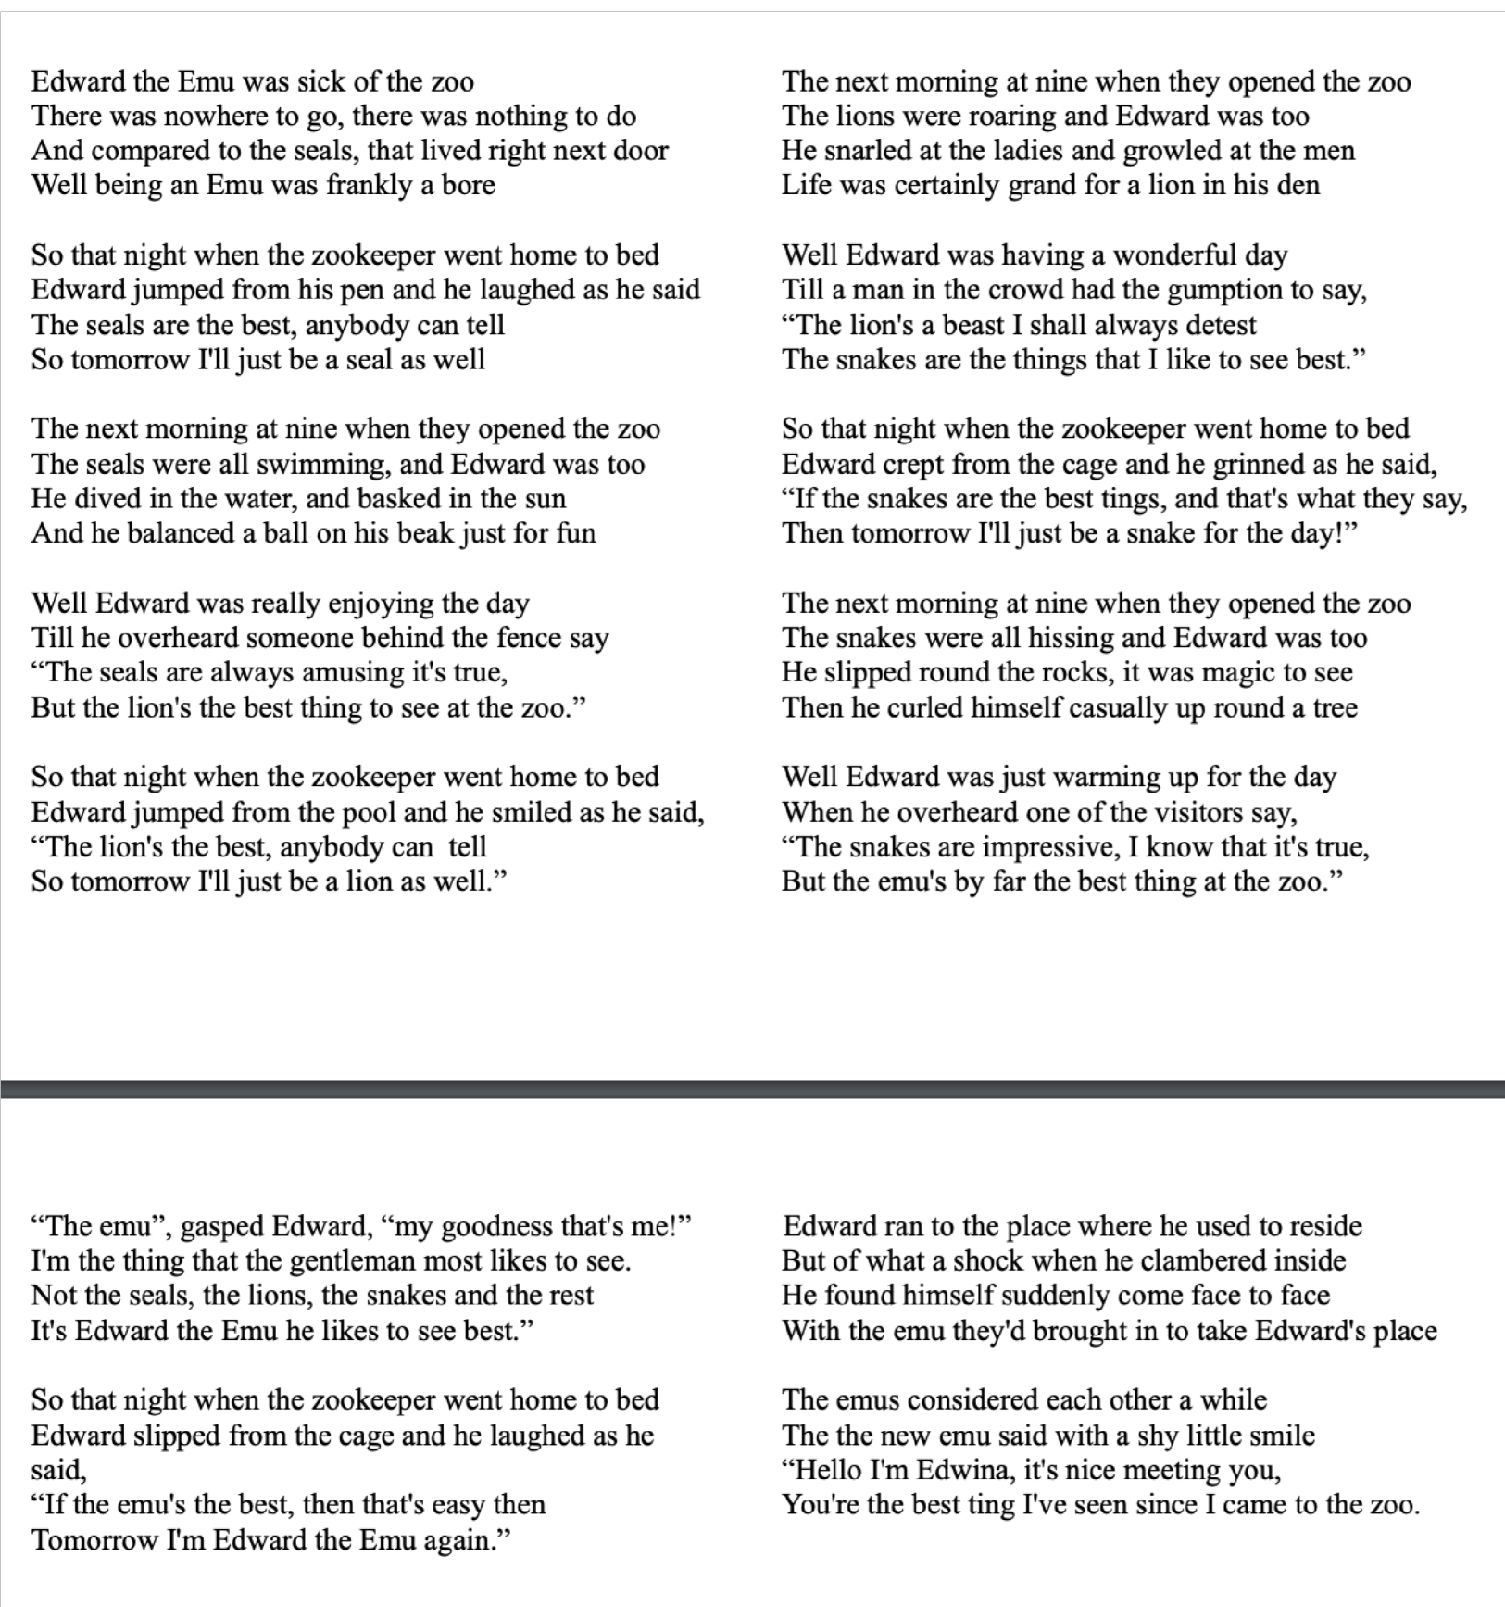 Edward the Emu was sick of the zoo
There was nowhere to go, there was nothing to do
And compared to the seals, that lived right next door
Well being an Emu was frankly a bore

So that night when the zookeeper went home to bed
Edward jumped from his pen and he laughed as he said
The seals are the best, anybody can tell
So tomorrow I'll just be a seal as well

The next morning at nine when they opened the zoo
The seals were all swimming, and Edward was too
He dived in the water, and basked in the sun
And he balanced a ball on his beak just for fun

Well Edward was really enjoying the day
Till he overheard someone behind the fence say
“The seals are always amusing it's true,
But the lion's the best thing to see at the zoo.”

So that night when the zookeeper went home to bed
Edward jumped from the pool and he smiled as he said,
“The lion's the best, anybody can  tell
So tomorrow I'll just be a lion as well.”

The next morning at nine when they opened the zoo
The lions were roaring and Edward was too
He snarled at the ladies and growled at the men
Life was certainly grand for a lion in his den

Well Edward was having a wonderful day
Till a man in the crowd had the gumption to say,
“The lion's a beast I shall always detest
The snakes are the things that I like to see best.”

So that night when the zookeeper went home to bed
Edward crept from the cage and he grinned as he said,
“If the snakes are the best tings, and that's what they say,
Then tomorrow I'll just be a snake for the day!”

The next morning at nine when they opened the zoo
The snakes were all hissing and Edward was too
He slipped round the rocks, it was magic to see
Then he curled himself casually up round a tree

Well Edward was just warming up for the day
When he overheard one of the visitors say,
“The snakes are impressive, I know that it's true,
But the emu's by far the best thing at the zoo.”

“The emu”, gasped Edward, “my goodness that's me!”
I'm the thing that the gentleman most likes to see.
Not the seals, the lions, the snakes and the rest
It's Edward the Emu he likes to see best.”

So that night when the zookeeper went home to bed
Edward slipped from the cage and he laughed as he
said,
“If the emu's the best, then that's easy then
Tomorrow I'm Edward the Emu again.”

Edward ran to the place where he used to reside
But of what a shock when he clambered inside
He found himself suddenly come face to face
With the emu they'd brought in to take Edward's place

The emus considered each other a while
The the new emu said with a shy little smile
“Hello I'm Edwina, it's nice meeting you,
You're the best ting I've seen since I came to the zoo.